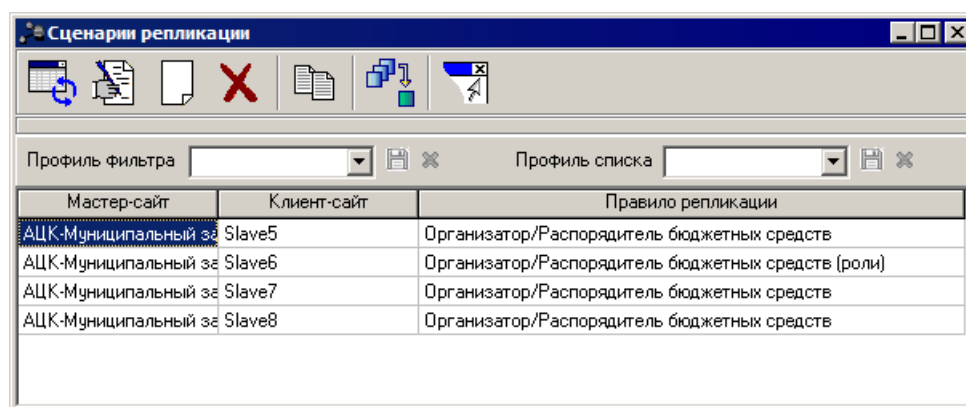 Сценарии репликации
Профиль фильтра Профиль списка
Мастер-сайт Клиент-сайт Правило репликации
АЦК-Муниципальный за Slave5 Организатор/Распорядитель бюджетных средств
АЦК-Муниципальный за Slave6 Организатор/Распорядитель бюджетных средств (роли)
АЦК-Муниципальный за Slave7 Организатор/Распорядитель бюджетных средств
АЦК-Муниципальный за Slave8 Организатор/Распорядитель бюджетных средств